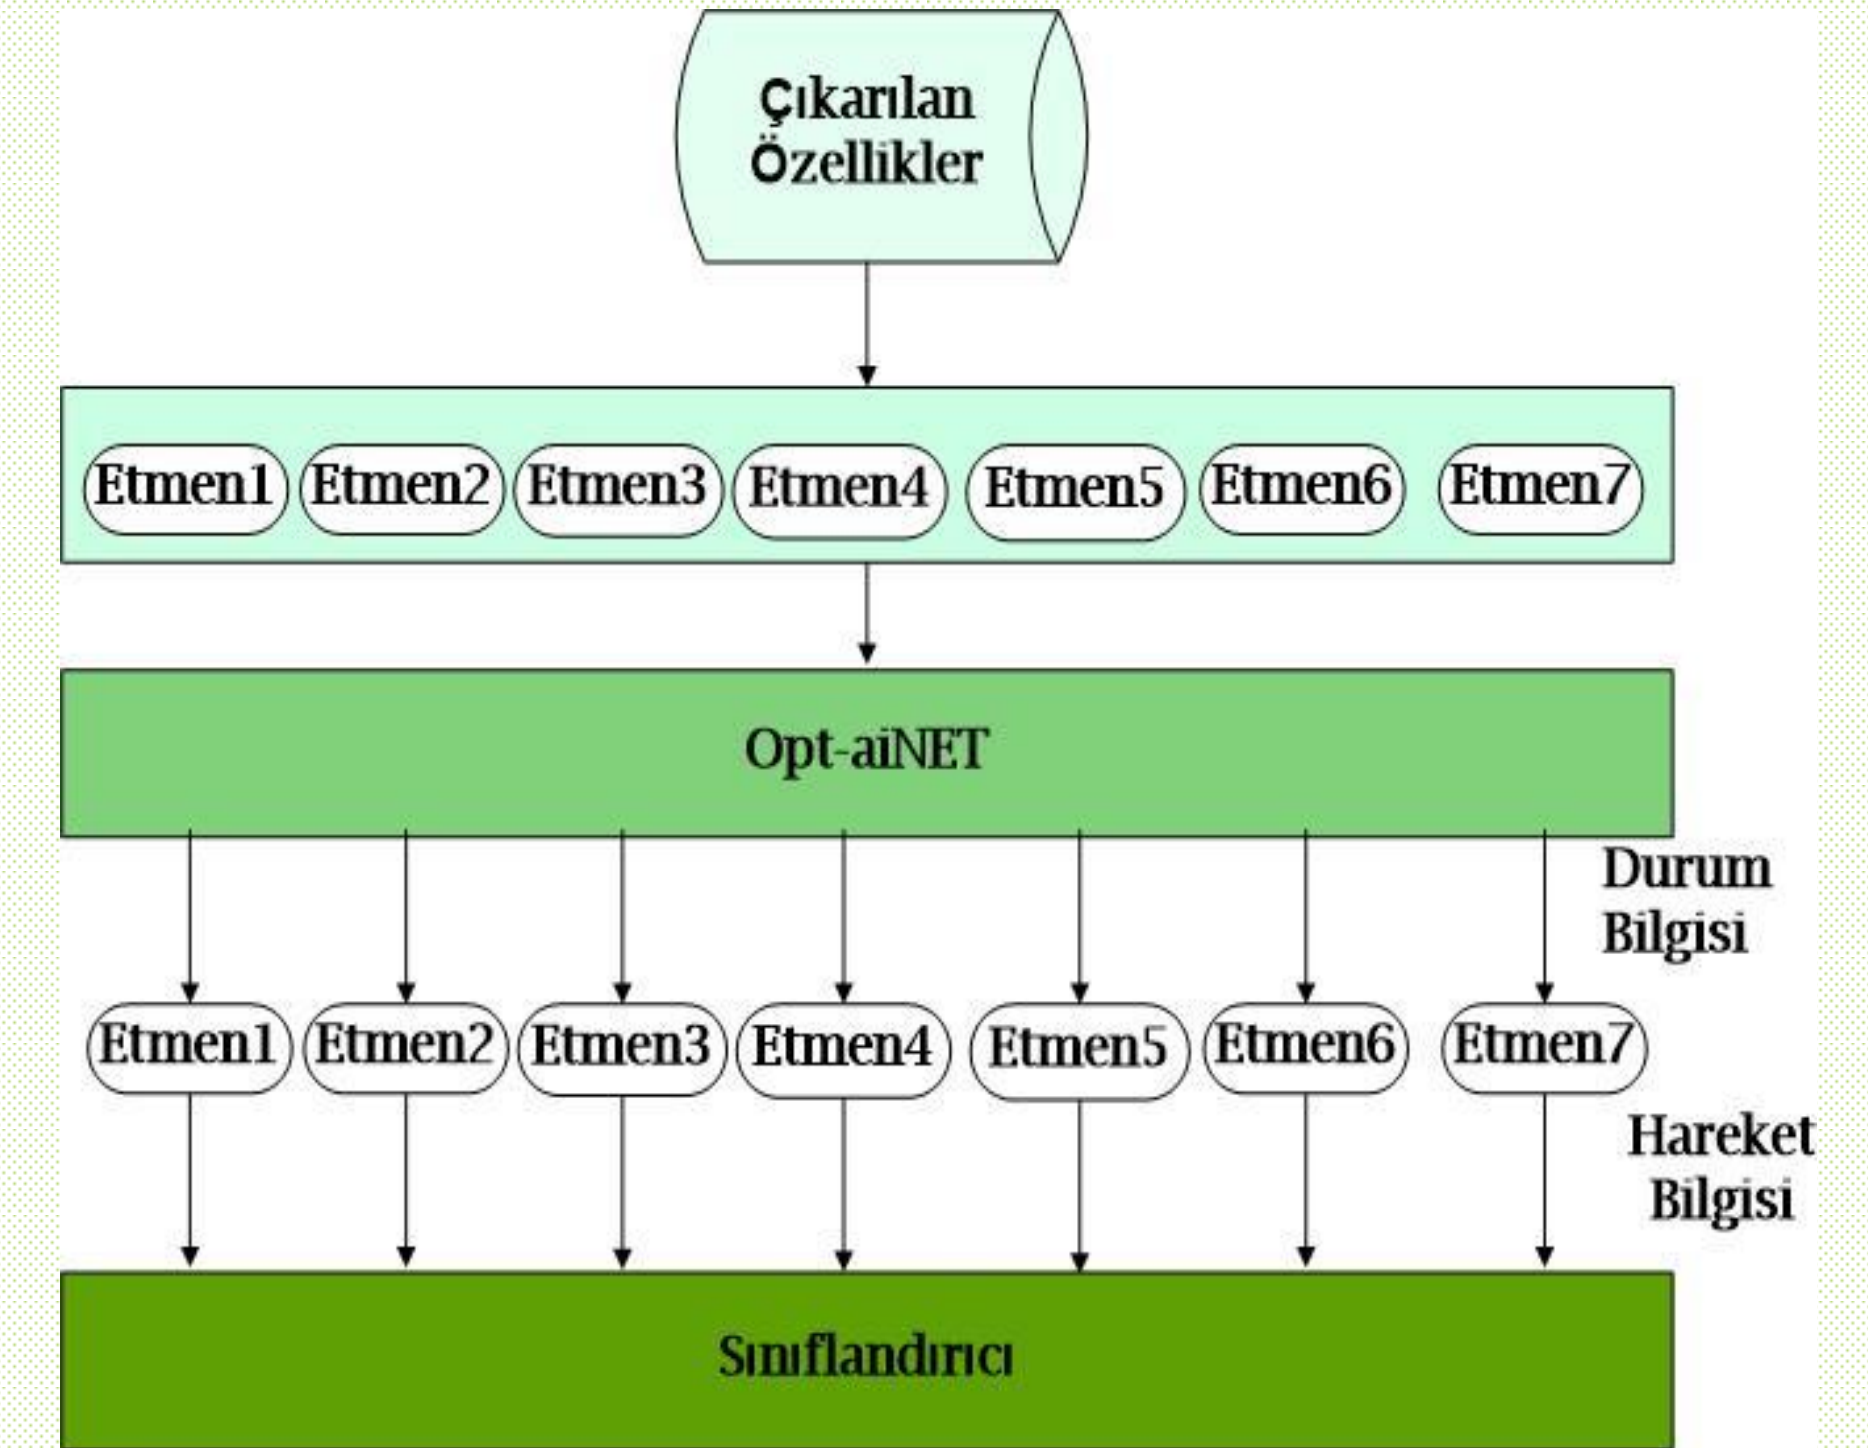 Çıkarılan
Özellikler
Etmen1 Etmen2 Etmen3 Etmen4 Etmen5 Etmen6 Etmen7
Opt-aiNET
Durum
Bilgisi
Etmen1 Etmen2 Etmen3 Etmen4 Etmen5 Etmen6 Etmen7
Hareket
Bilgisi
Sınıflandırıcı